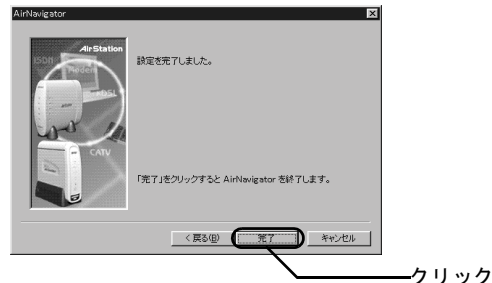 AirNavigator
AirStation
ISDN
Modem
xDSL
CATV
設定を完了しました。
「完了」をクリックすると AirNavigator を終了します。
< 戻る(B)
完了
キャンセル
クリック